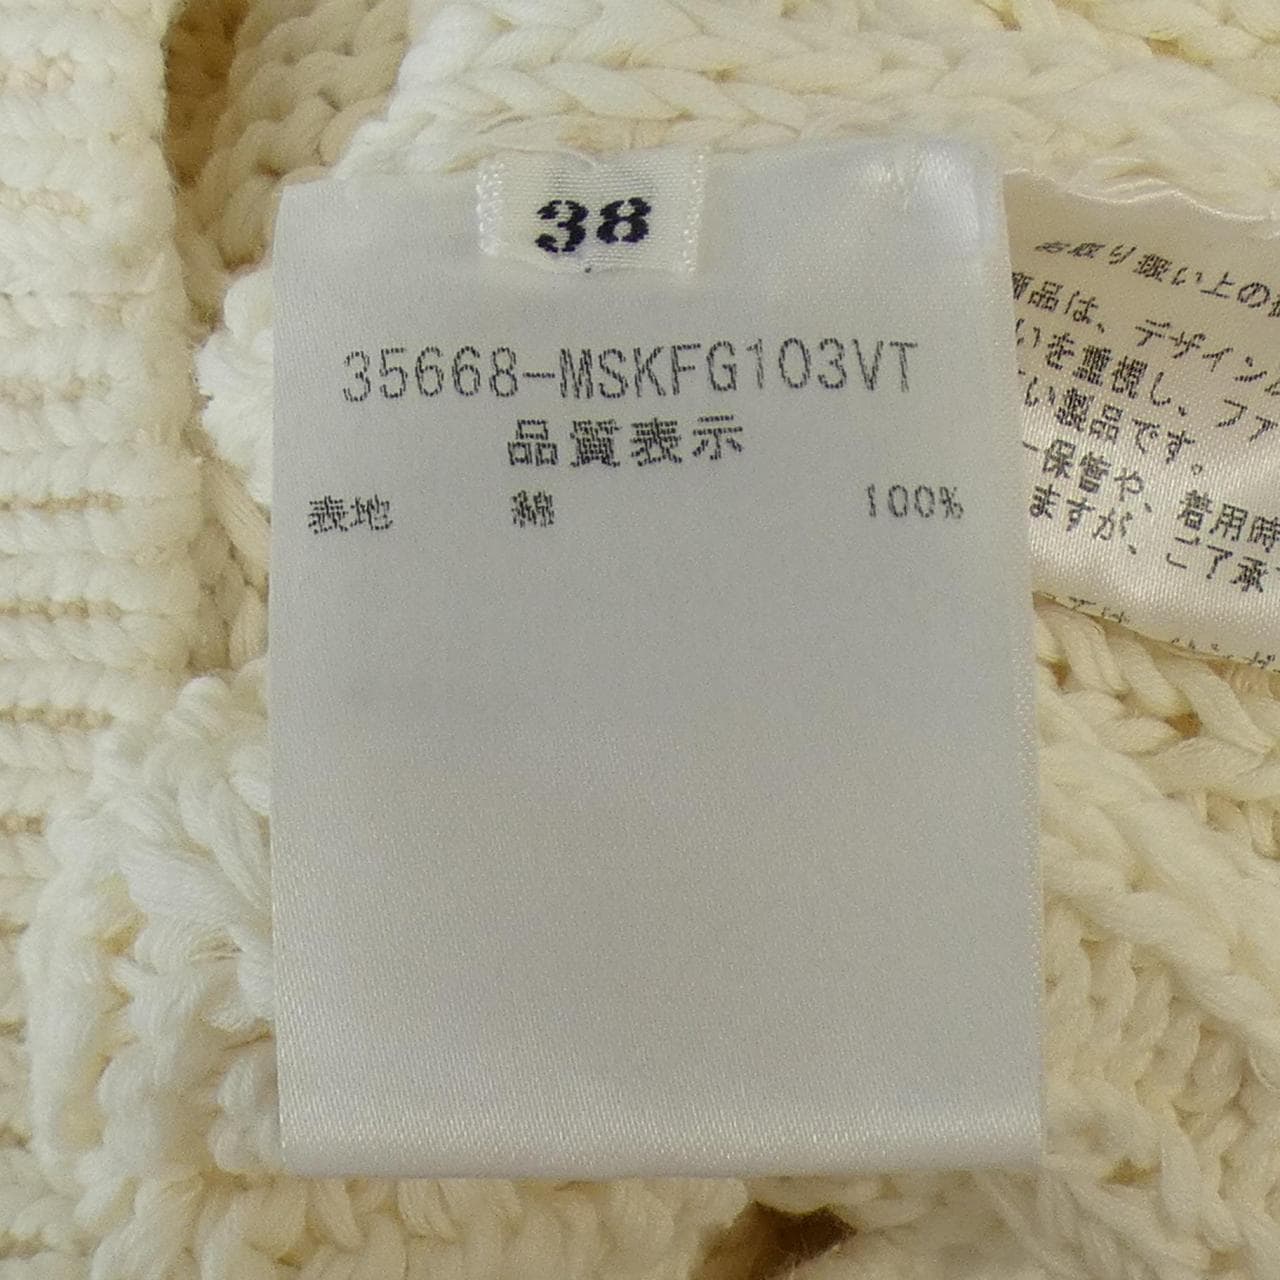 38
35668-MSKFG103VT
品質表示
表地 綿 100%
お取り扱い上の
商品は、デザイン
いを重視し、ファ
い製品です。
保管や、着用時
ますが、ご了承